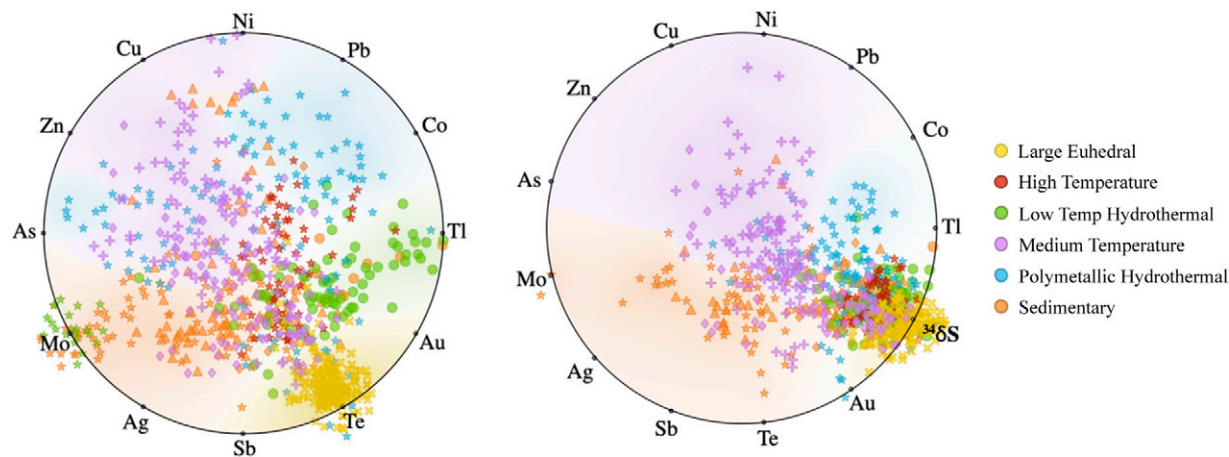 Ni
Cu
Pb
Zn
Co
As
Tl
Mo
Au
Ag
Te
Sb
Ni
Cu
Pb
Zn
Co
As
Tl
Mo
³⁴δS
Ag
Au
Sb
Te
Large Euhedral
High Temperature
Low Temp Hydrothermal
Medium Temperature
Polymetallic Hydrothermal
Sedimentary